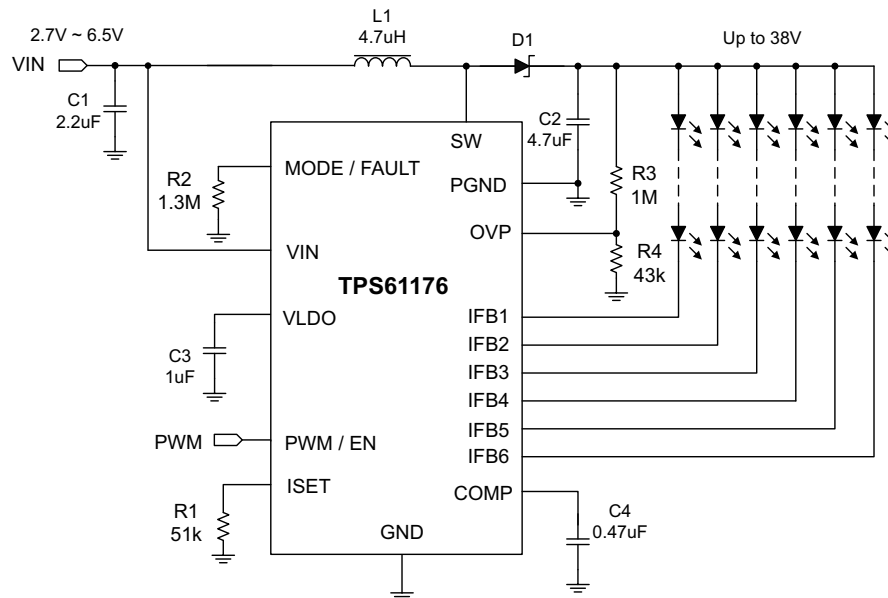 L1
4.7uH
2.7V ~ 6.5V
D1
Up to 38V
VIN
C1
2.2uF
C2
4.7uF
SW
R2
1.3M
MODE / FAULT
PGND
R3
1M
OVP
VIN
R4
43k
TPS61176
VLDO
IFB1
IFB2
C3
1uF
IFB3
IFB4
IFB5
PWM
PWM / EN
IFB6
ISET
COMP
R1
51k
GND
C4
0.47uF